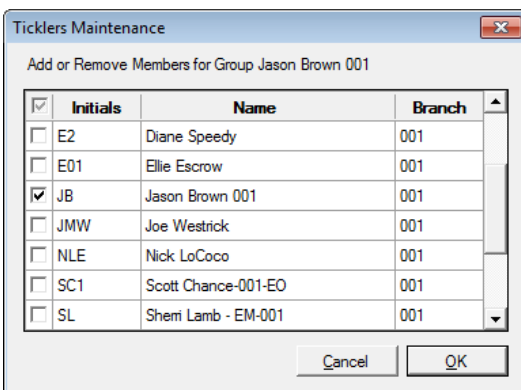 Ticklers Maintenance
Add or Remove Members for Group Jason Brown 001
Initials Name Branch
E2 Diane Speedy 001
E01 Ellie Escrow 001
JB Jason Brown 001 001
JMW Joe Westrick 001
NLE Nick LoCoco 001
SC1 Scott Chance-001-EO 001
SL Sherri Lamb - EM-001 001
Cancel OK